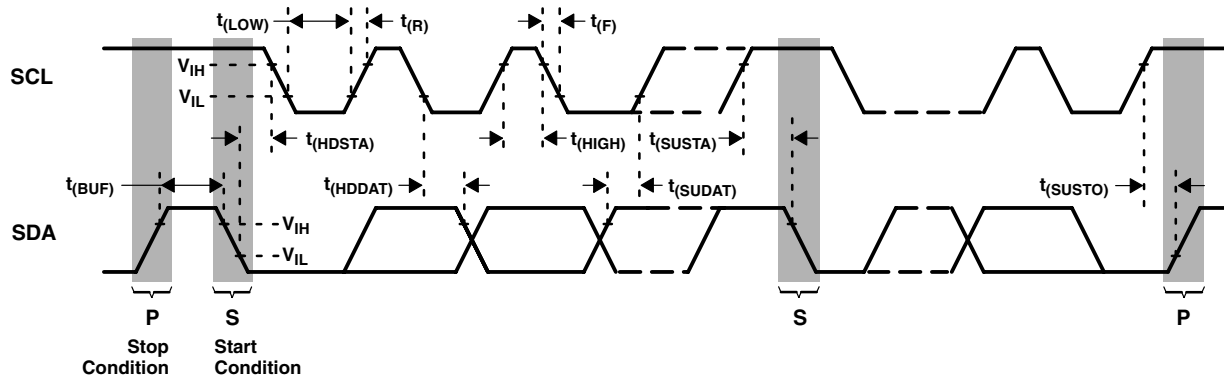 t(LOW) t(R) t(F)
SCL
VIH
VIL
t(HDSTA) t(HIGH) t(SUSTA)
t(BUF) t(HDDAT) t(SUDAT) t(SUSTO)
SDA
VIH
VIL
P S S P
Stop Condition
Start Condition